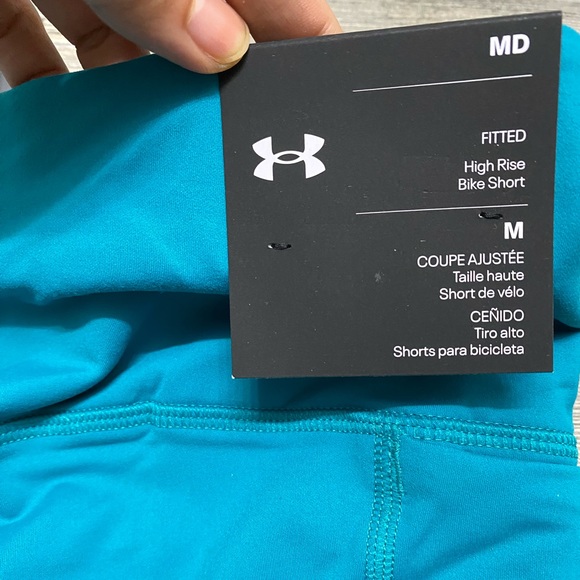 MD
FITTED
High Rise
Bike Short
M
COUPE AJUSTÉE
Taille haute
Short de vélo
CEÑIDO
Tiro alto
Shorts para bicicleta